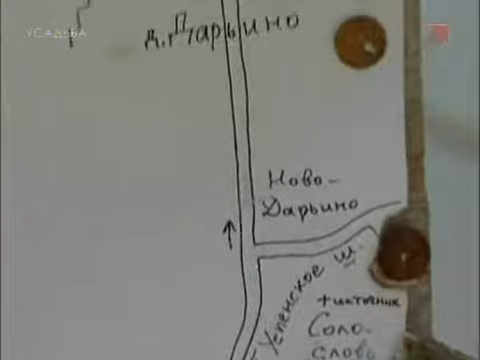 УСАДЬБА
д. Дарьино
Ново-
Дарьино
Успенское ш.
+ источник
Соло-
слово